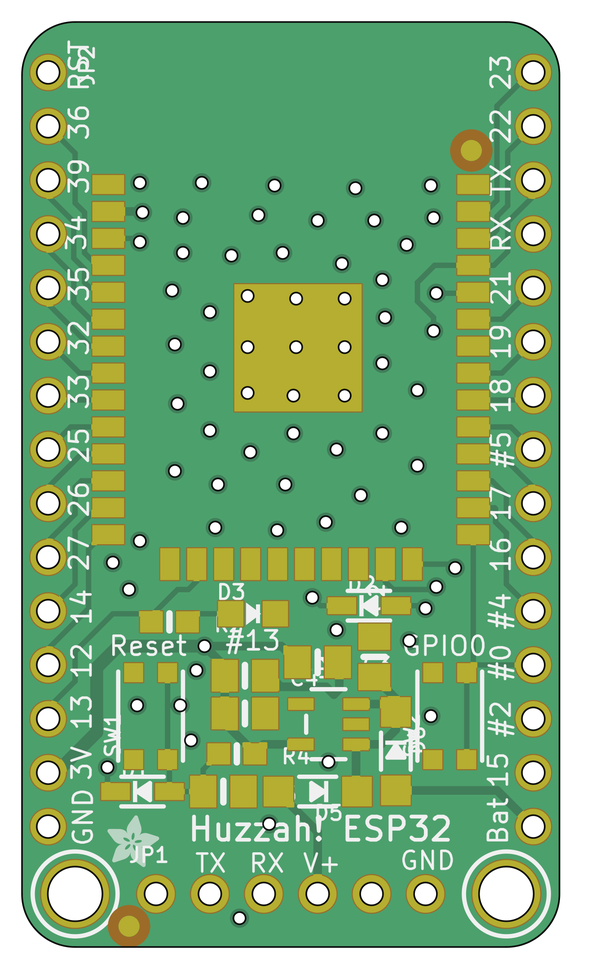 RST
JP2
36
39
34
35
32
33
25
26
27
14
12
13
3V
GND
23
22
TX
RX
21
19
18
#5
17
16
#4
#0
#2
15
Bat
D3
#13
Reset
GPIO0
SW1
R4
D5
Huzzah! ESP32
JP1
TX
RX
V+
GND